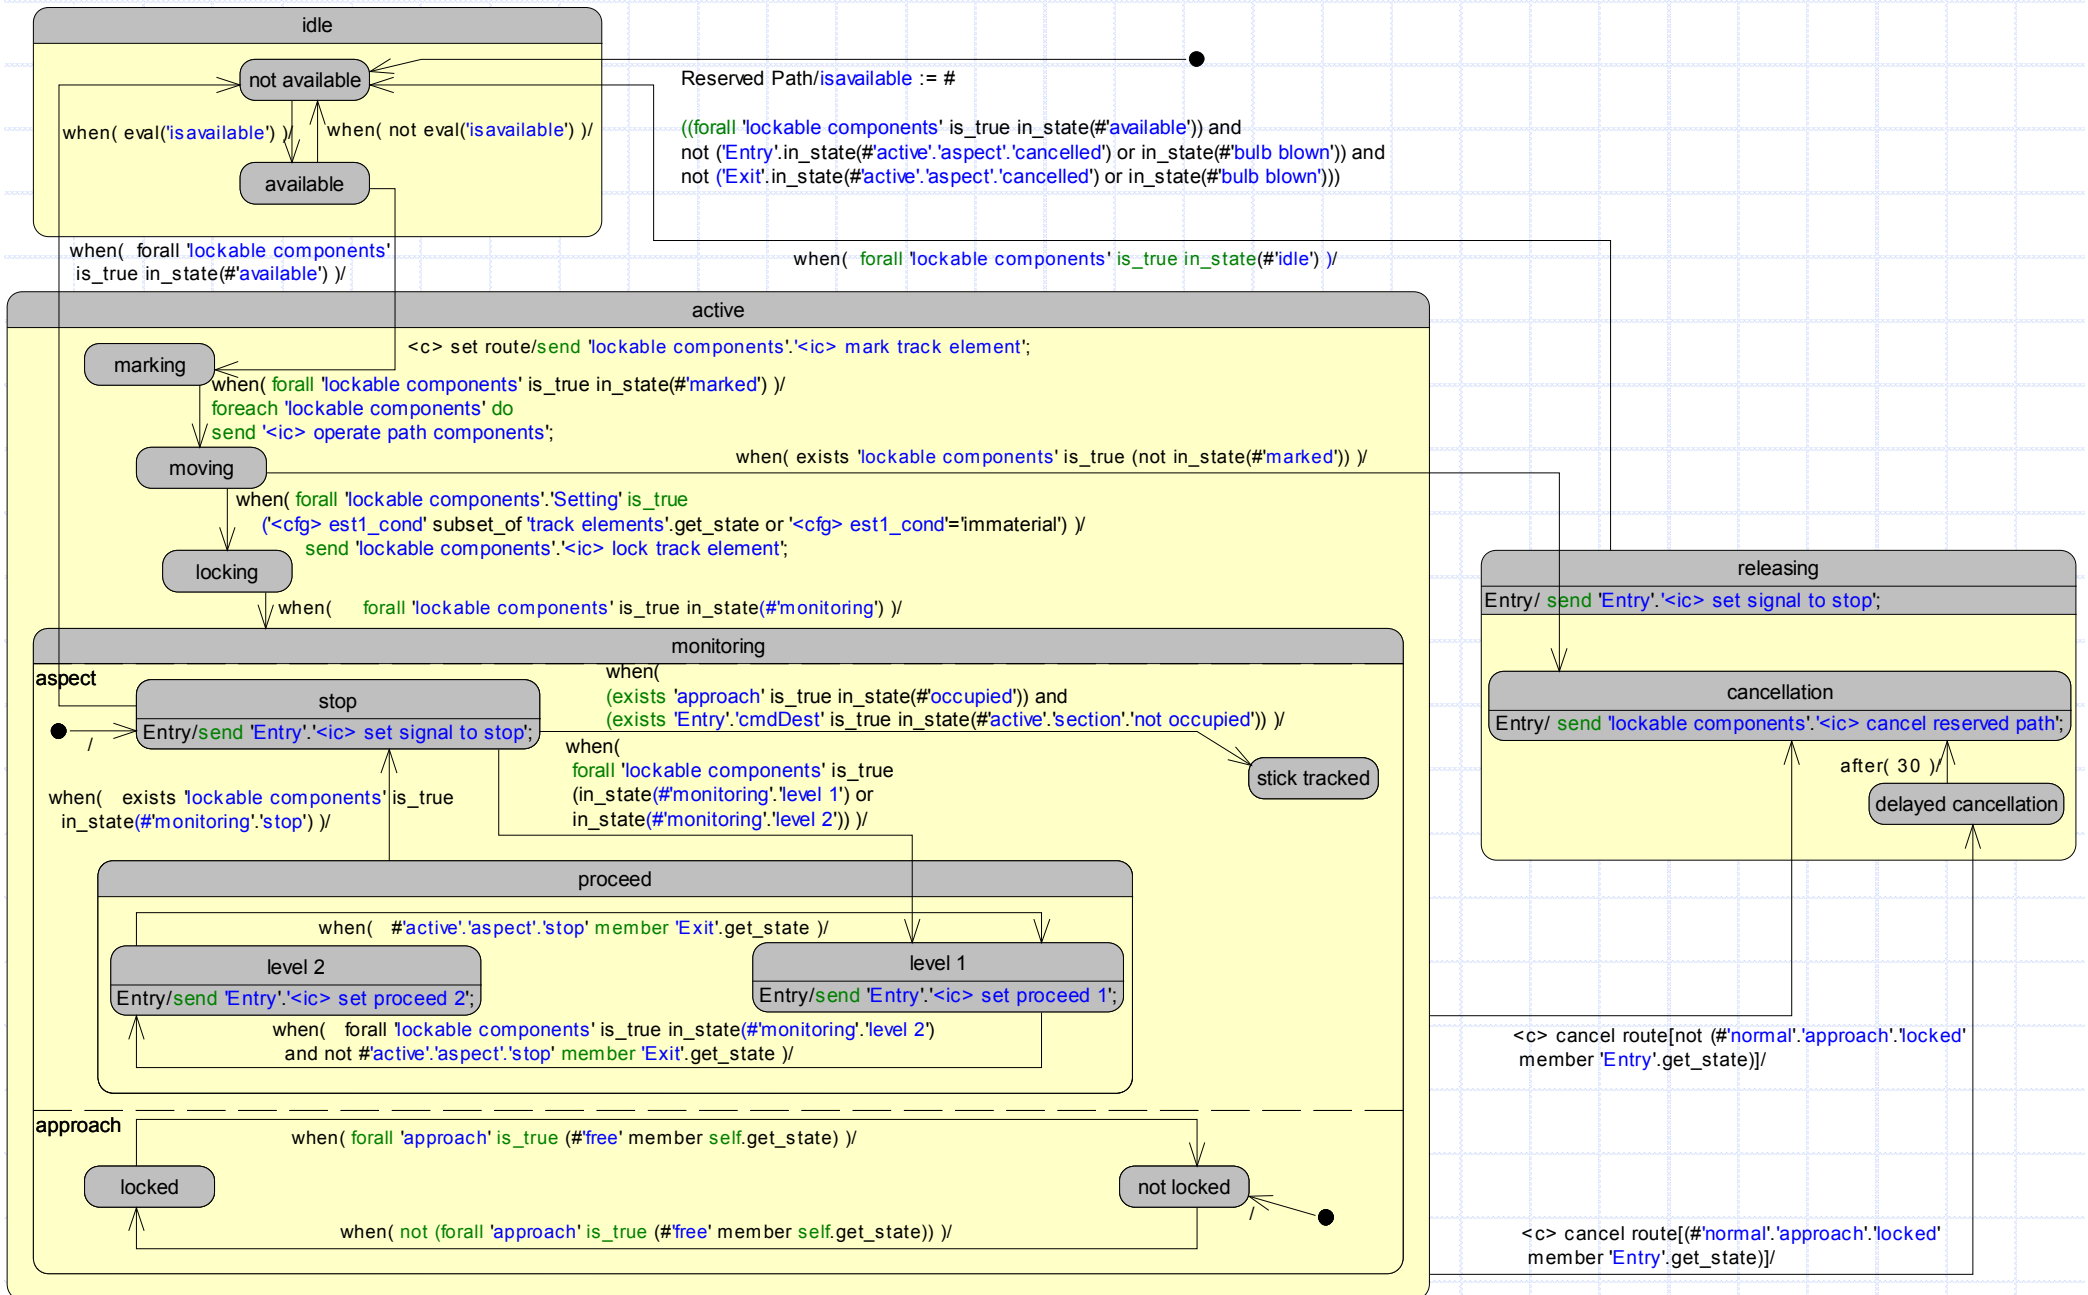 idle
not available
Reserved Path/isavailable := #
when( eval('isavailable') )/
when( not eval('isavailable') )/
((forall 'lockable components' is_true in_state(#'available')) and
not ('Entry'.in_state(#'active'.'aspect'.'cancelled') or in_state(#'bulb blown')) and
not ('Exit'.in_state(#'active'.'aspect'.'cancelled') or in_state(#'bulb blown')))
available
when( forall 'lockable components'
is_true in_state(#'available') )/
when( forall 'lockable components' is_true in_state(#'idle') )/
active
marking
<c> set route/send 'lockable components'.'<ic> mark track element';
when( forall 'lockable components' is_true in_state(#'marked') )/
foreach 'lockable components' do
send '<ic> operate path components';
moving
when( exists 'lockable components' is_true (not in_state(#'marked')) )/
when( forall 'lockable components'.'Setting' is_true
('<cfg> est1_cond' subset_of 'track elements'.get_state or '<cfg> est1_cond'='immaterial') )/
send 'lockable components'.'<ic> lock track element';
locking
when( forall 'lockable components' is_true in_state(#'monitoring') )/
releasing
Entry/ send 'Entry'.'<ic> set signal to stop';
cancellation
Entry/ send 'lockable components'.'<ic> cancel reserved path';
after( 30 )/
delayed cancellation
monitoring
aspect
stop
Entry/send 'Entry'.'<ic> set signal to stop';
/
when(
(exists 'approach' is_true in_state(#'occupied')) and
(exists 'Entry'.'cmdDest' is_true in_state(#'active'.'section'.'not occupied')) )/
stick tracked
when(
forall 'lockable components' is_true
(in_state(#'monitoring'.'level 1') or
in_state(#'monitoring'.'level 2')) )/
when( exists 'lockable components' is_true
in_state(#'monitoring'.'stop') )/
proceed
when( #'active'.'aspect'.'stop' member 'Exit'.get_state )/
level 2
Entry/send 'Entry'.'<ic> set proceed 2';
level 1
Entry/send 'Entry'.'<ic> set proceed 1';
when( forall 'lockable components' is_true in_state(#'monitoring'.'level 2')
and not #'active'.'aspect'.'stop' member 'Exit'.get_state )/
<c> cancel route[not (#'normal'.'approach'.'locked'
member 'Entry'.get_state)]/
approach
when( forall 'approach' is_true (#'free' member self.get_state) )/
locked
not locked
/
when( not (forall 'approach' is_true (#'free' member self.get_state)) )/
<c> cancel route[(#'normal'.'approach'.'locked'
member 'Entry'.get_state)]/